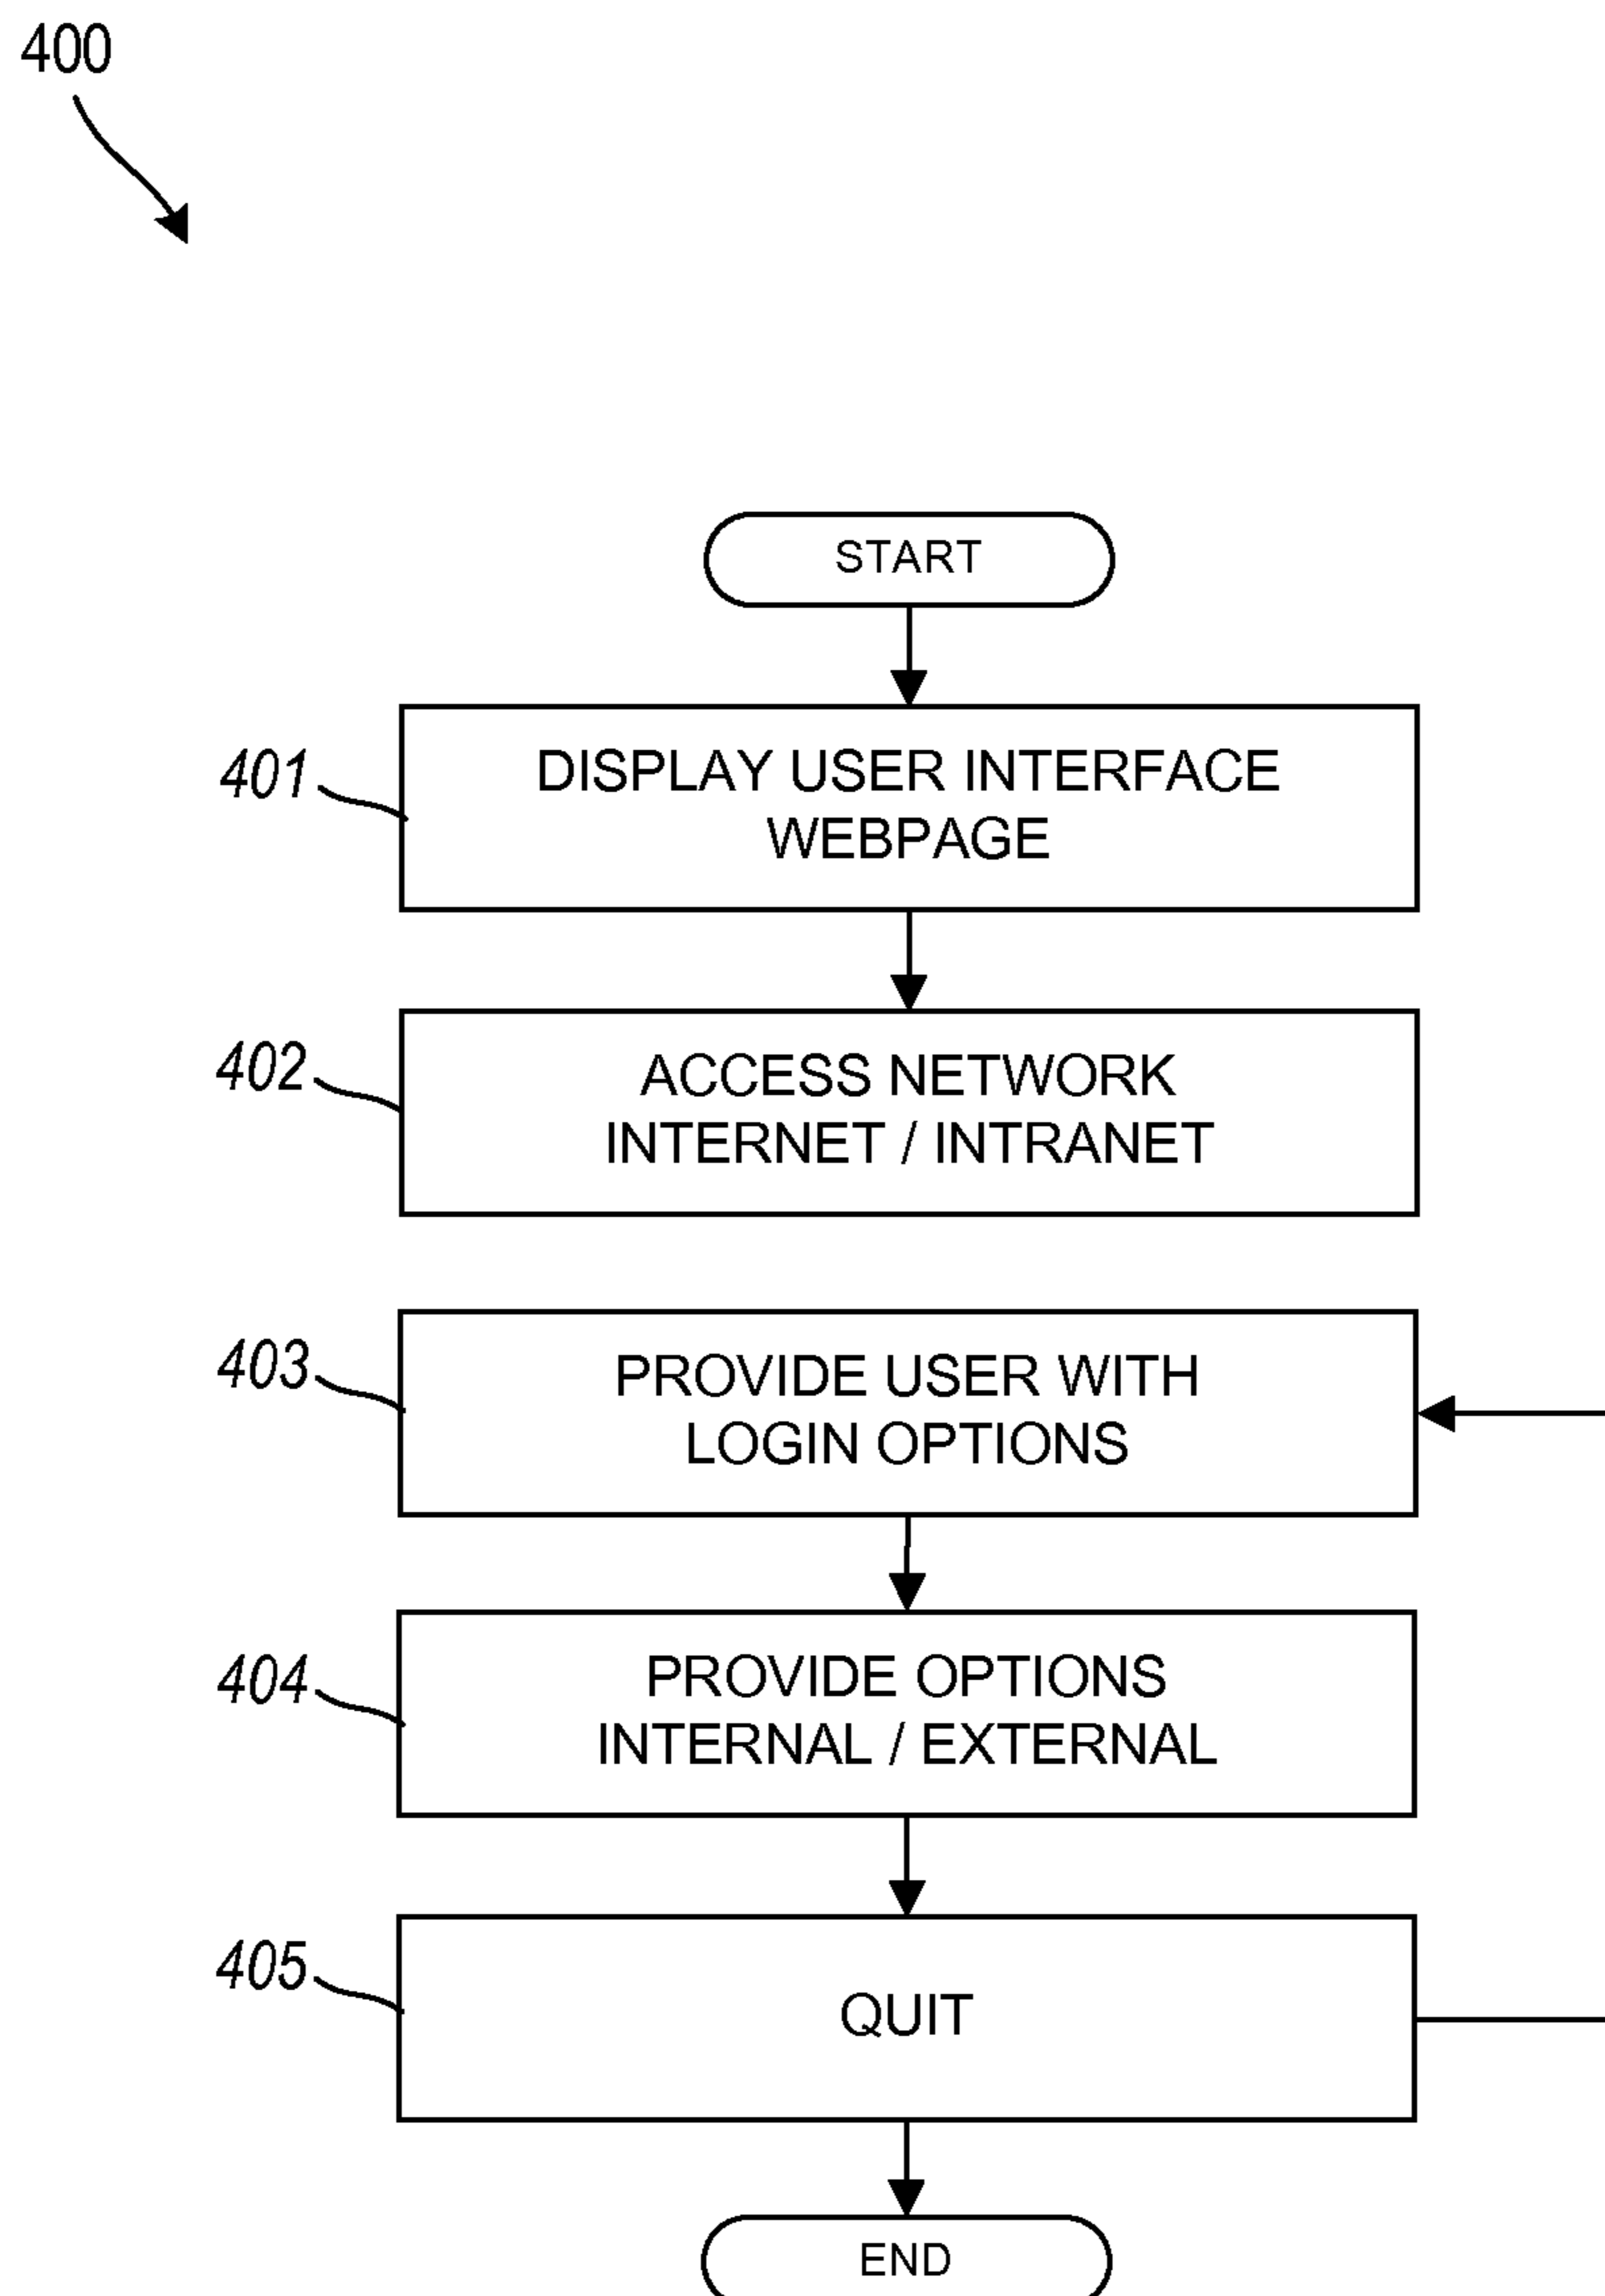 400
START
401
DISPLAY USER INTERFACE
WEBPAGE
402
ACCESS NETWORK
INTERNET / INTRANET
403
PROVIDE USER WITH
LOGIN OPTIONS
404
PROVIDE OPTIONS
INTERNAL / EXTERNAL
405
QUIT
END